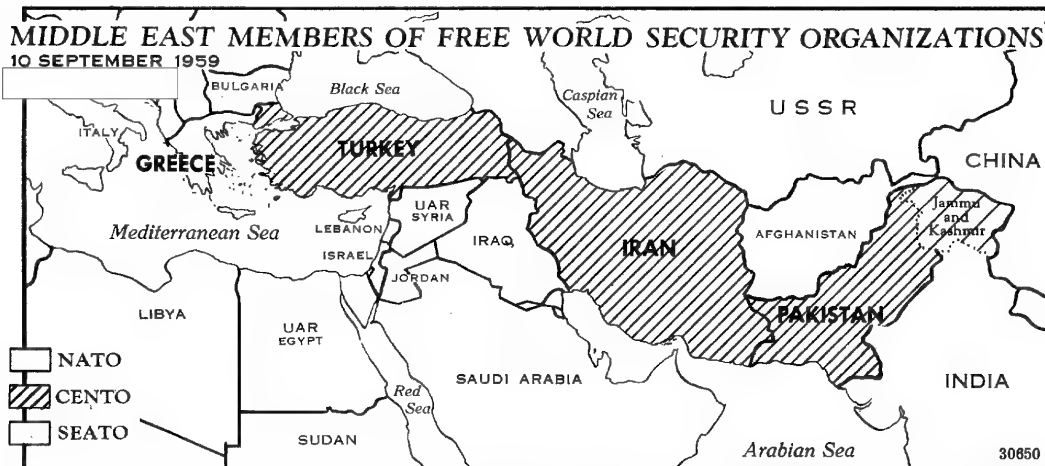 MIDDLE EAST MEMBERS OF FREE WORLD SECURITY ORGANIZATIONS
10 SEPTEMBER 1959
BULGARIA
Black Sea
Caspian
Sea
USSR
ITALY
GREECE
TURKEY
CHINA
UAR
SYRIA
LEBANON
Mediterranean Sea
ISRAEL
IRAQ
IRAN
AFGHANISTAN
Jammu
and
Kashmir
JORDAN
LIBYA
UAR
EGYPT
PAKISTAN
NATO
CENTO
SEATO
Red
Sea
SAUDI ARABIA
INDIA
SUDAN
Arabian Sea
30650